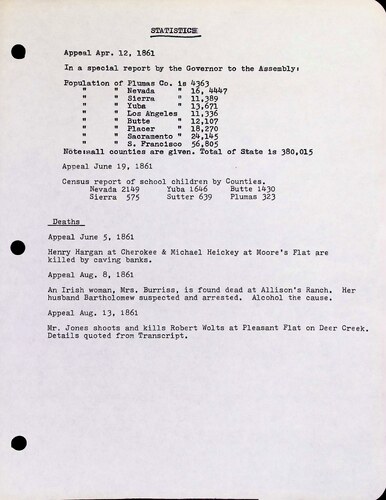 STATISTICS
Appeal Apr. 12, 1861
In a special report by the Governor to the Assembly:
Population of Plumas Co. is 4363
" " Nevada " 16, 4447
" " Sierra " 11,389
" " Yuba " 13,671
" " Los Angeles " 11,336
" " Butte " 12,107
" " Placer " 18,270
" " Sacramento " 24,145
" " S. Francisco " 56,805
Note:all counties are given. Total of State is 380,015
Appeal June 19, 1861
Census report of school children by Counties.
Nevada 2149 Yuba 1646 Butte 1430
Sierra 575 Sutter 639 Plumas 323
Deaths
Appeal June 5, 1861
Henry Hargan at Cherokee & Michael Heickey at Moore's Flat are
killed by caving banks.
Appeal Aug. 8, 1861
An Irish woman, Mrs. Burriss, is found dead at Allison's Ranch. Her
husband Bartholomew suspected and arrested. Alcohol the cause.
Appeal Aug. 13, 1861
Mr. Jones shoots and kills Robert Wolts at Pleasant Flat on Deer Creek.
Details quoted from Transcript.